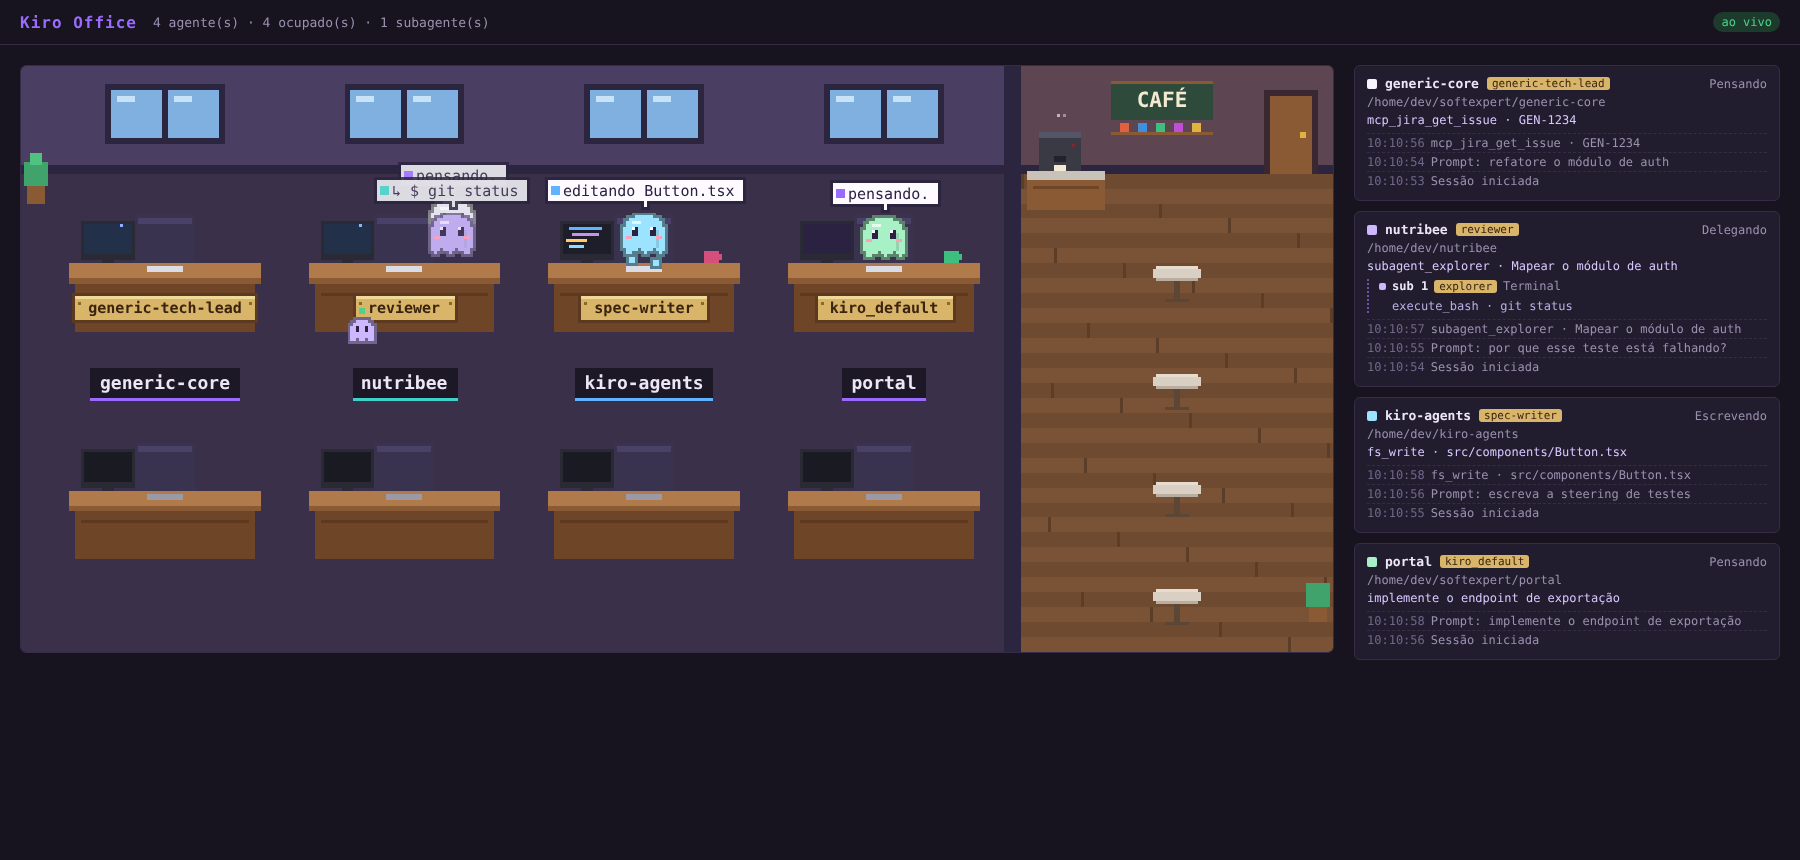 Kiro Office 4 agente(s) · 4 ocupado(s) · 1 subagente(s)
ao vivo
CAFÉ
pensando.
↳ $ git status
editando Button.tsx
pensando.
generic-tech-lead
reviewer
spec-writer
kiro_default
generic-core
nutribee
kiro-agents
portal
generic-core generic-tech-lead Pensando
/home/dev/softexpert/generic-core
mcp_jira_get_issue · GEN-1234
10:10:56 mcp_jira_get_issue · GEN-1234
10:10:54 Prompt: refatore o módulo de auth
10:10:53 Sessão iniciada
nutribee reviewer Delegando
/home/dev/nutribee
subagent_explorer · Mapear o módulo de auth
sub 1 explorer Terminal
execute_bash · git status
10:10:57 subagent_explorer · Mapear o módulo de auth
10:10:55 Prompt: por que esse teste está falhando?
10:10:54 Sessão iniciada
kiro-agents spec-writer Escrevendo
/home/dev/kiro-agents
fs_write · src/components/Button.tsx
10:10:58 fs_write · src/components/Button.tsx
10:10:56 Prompt: escreva a steering de testes
10:10:55 Sessão iniciada
portal kiro_default Pensando
/home/dev/softexpert/portal
implemente o endpoint de exportação
10:10:58 Prompt: implemente o endpoint de exportação
10:10:56 Sessão iniciada